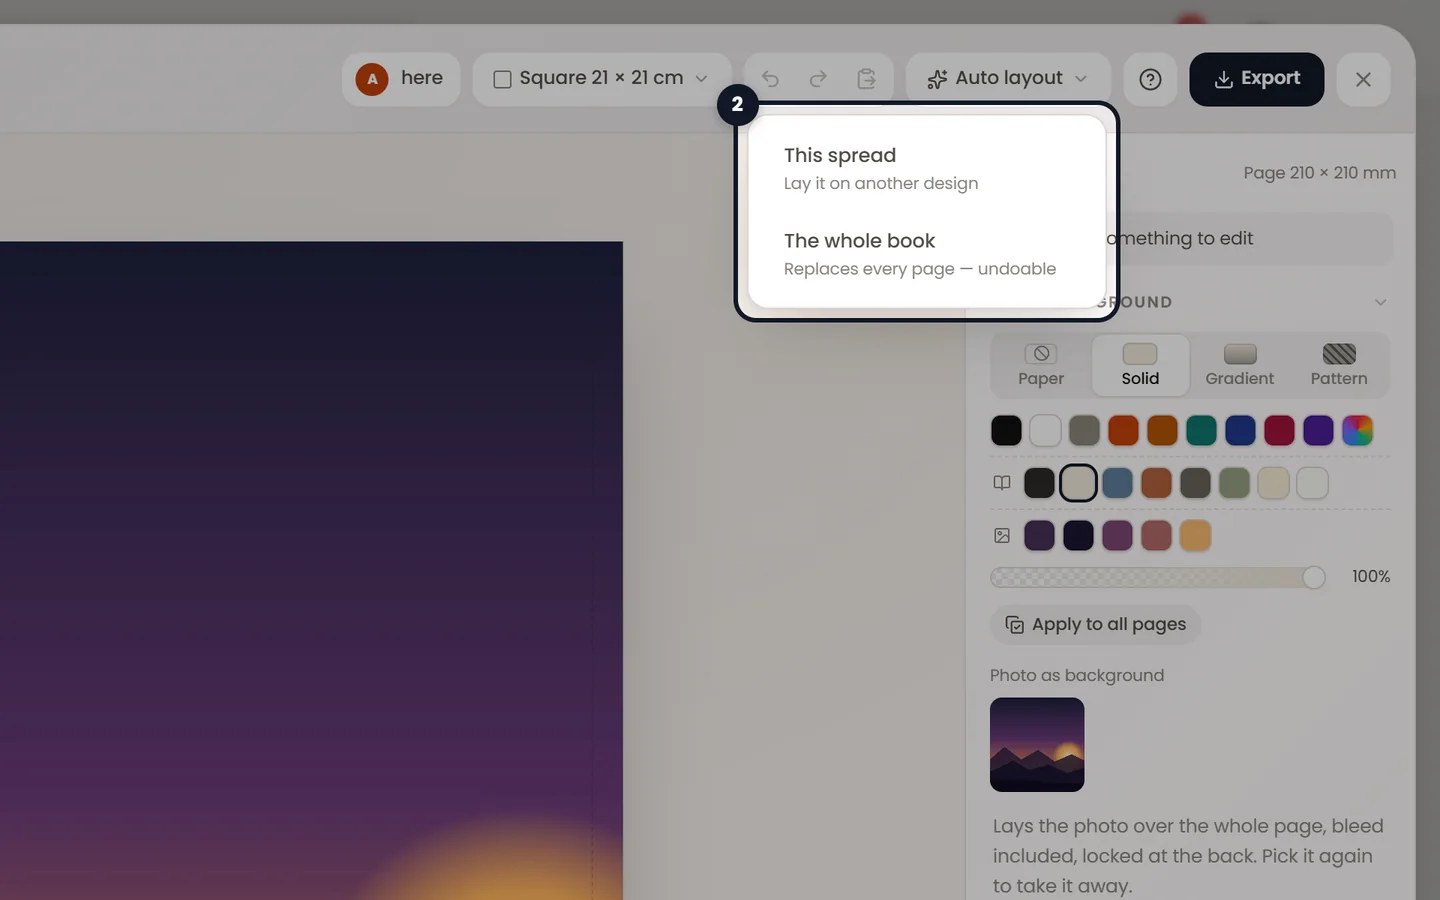 A here
Square 21 × 21 cm
Auto layout
Export
2
This spread
Lay it on another design
The whole book
Replaces every page — undoable
Page 210 × 210 mm
omething to edit
GROUND
Paper
Solid
Gradient
Pattern
100%
Apply to all pages
Photo as background
Lays the photo over the whole page, bleed
included, locked at the back. Pick it again
to take it away.